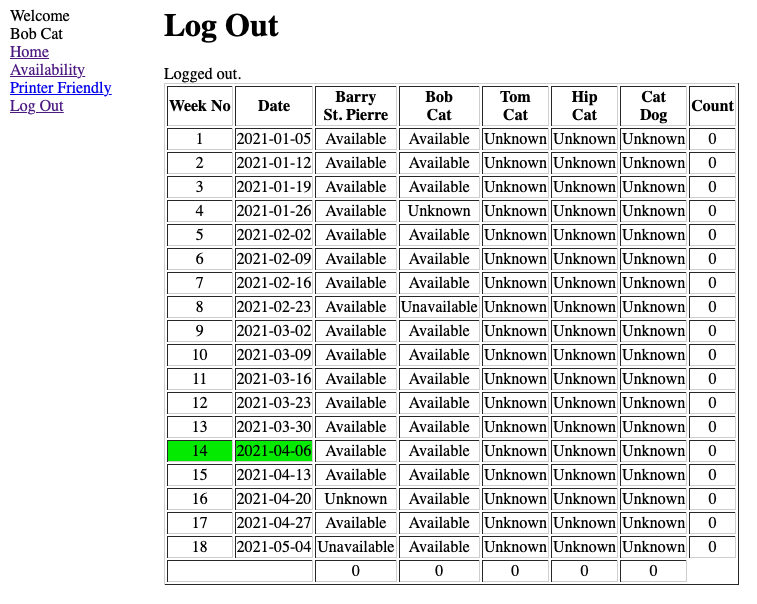 Welcome
Bob Cat
Home
Availability
Printer Friendly
Log Out
Log Out
Logged out.
Week No Date Barry St. Pierre Bob Cat Tom Cat Hip Cat Cat Dog Count
1 2021-01-05 Available Available Unknown Unknown Unknown 0
2 2021-01-12 Available Available Unknown Unknown Unknown 0
3 2021-01-19 Available Available Unknown Unknown Unknown 0
4 2021-01-26 Available Unknown Unknown Unknown Unknown 0
5 2021-02-02 Available Available Unknown Unknown Unknown 0
6 2021-02-09 Available Available Unknown Unknown Unknown 0
7 2021-02-16 Available Available Unknown Unknown Unknown 0
8 2021-02-23 Available Unavailable Unknown Unknown Unknown 0
9 2021-03-02 Available Available Unknown Unknown Unknown 0
10 2021-03-09 Available Available Unknown Unknown Unknown 0
11 2021-03-16 Available Available Unknown Unknown Unknown 0
12 2021-03-23 Available Available Unknown Unknown Unknown 0
13 2021-03-30 Available Available Unknown Unknown Unknown 0
14 2021-04-06 Available Available Unknown Unknown Unknown 0
15 2021-04-13 Available Available Unknown Unknown Unknown 0
16 2021-04-20 Unknown Available Unknown Unknown Unknown 0
17 2021-04-27 Available Available Unknown Unknown Unknown 0
18 2021-05-04 Unavailable Available Unknown Unknown Unknown 0
0 0 0 0 0